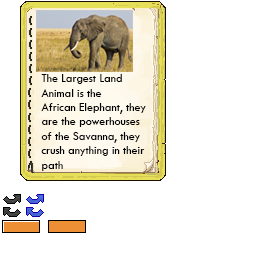 The Largest Land
Animal is the
African Elephant, they
are the powerhouses
of the Savanna, they
crush anything in their
path